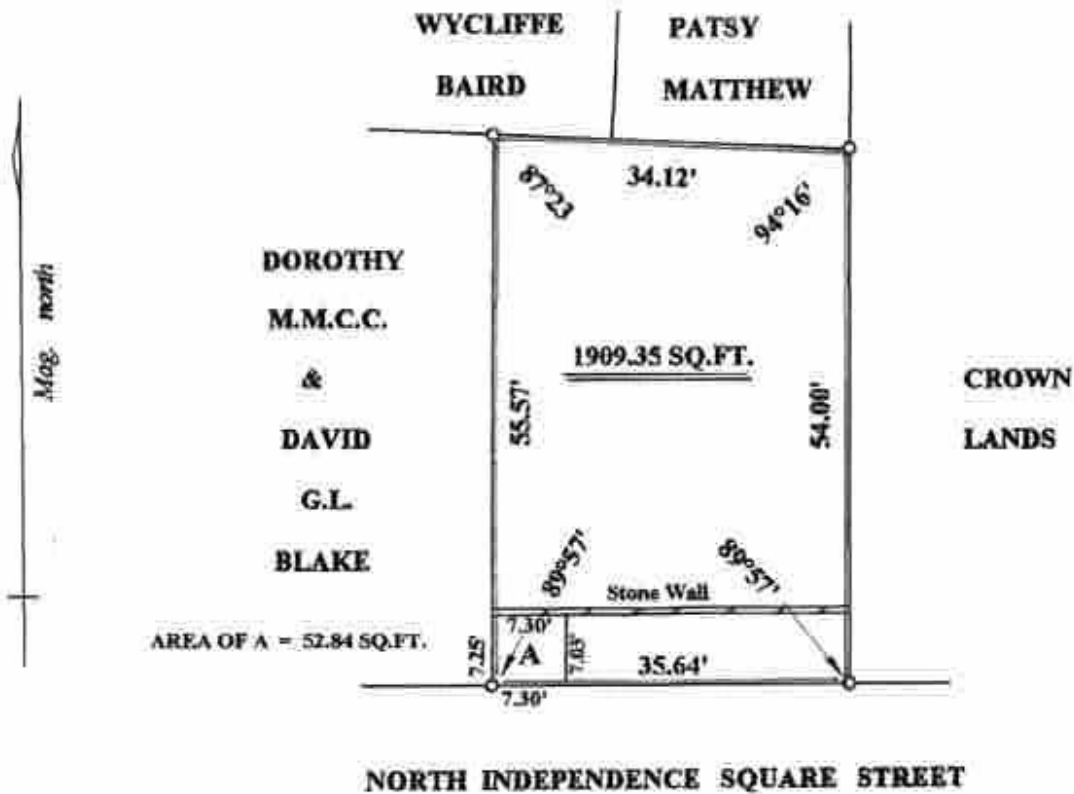 WYCLIFFE
BAIRD
PATSY
MATTHEW
Mag. north
87°23
34.12'
94°16'
DOROTHY
M.M.C.C.
&
DAVID
G.L.
BLAKE
1909.35 SQ.FT.
CROWN
LANDS
55.57'
54.00'
89°57'
89°57'
Stone Wall
AREA OF A = 52.84 SQ.FT.
7.25'
7.30'
A
7.03'
35.64'
7.30'
NORTH INDEPENDENCE SQUARE STREET